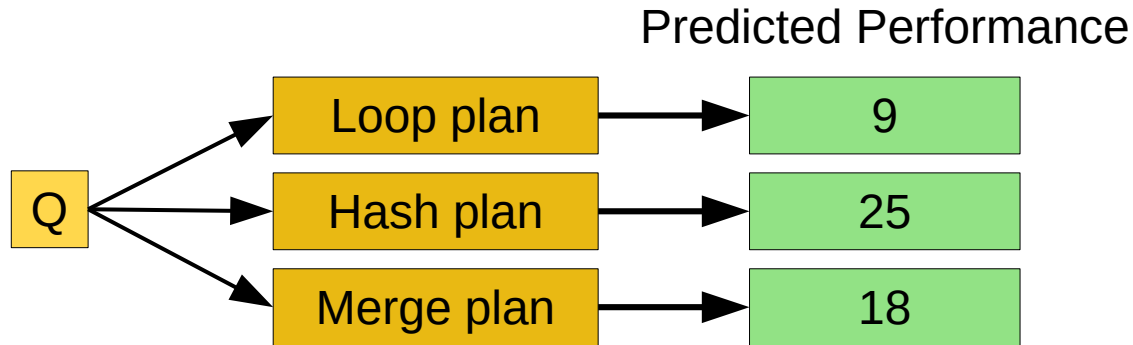 Predicted Performance
Loop plan
9
Q
Hash plan
25
Merge plan
18